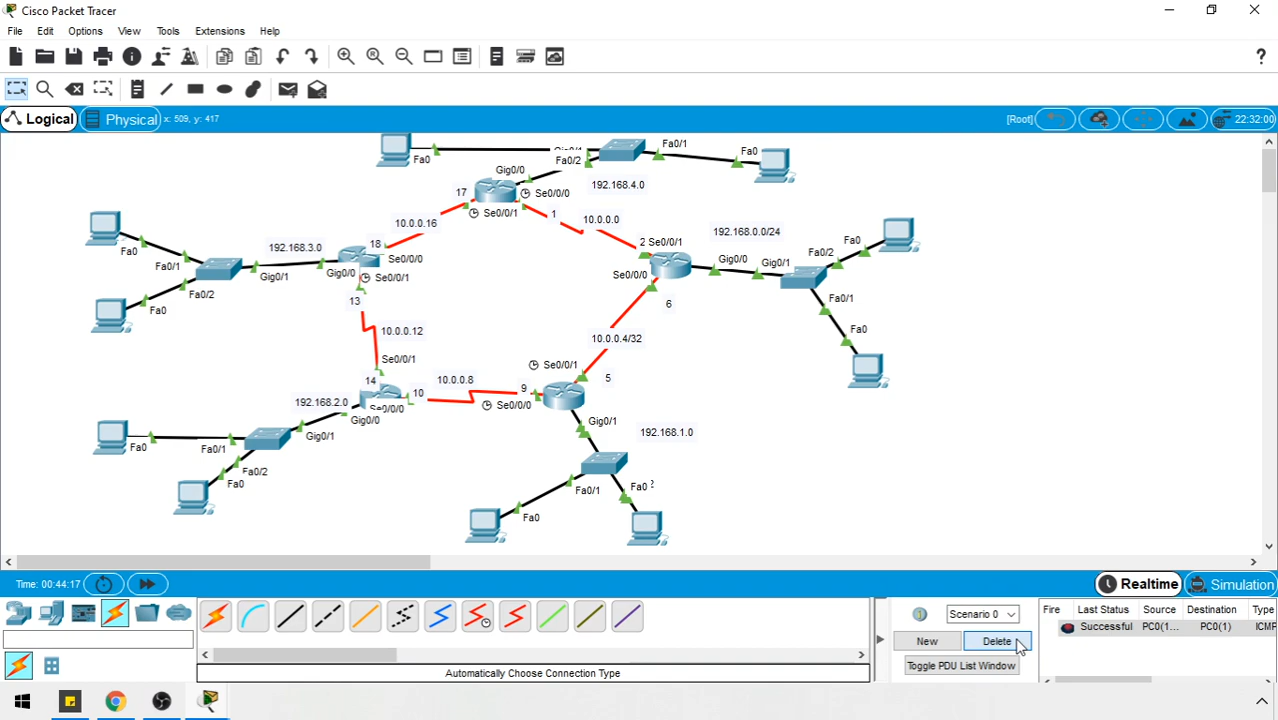 Cisco Packet Tracer
File Edit Options View Tools Extensions Help
?
Logical Physical x: 509, y: 417 [Root] 22:32:00
Fa0 Fa0/2 Fa0/1 Fa0
Gig0/0
17 Se0/0/0 192.168.4.0
Se0/0/1 1 10.0.0.0
10.0.0.16
192.168.0.0/24
18 2 Se0/0/1 Fa0/2 Fa0
Fa0 192.168.3.0 Se0/0/0 Gig0/0 Gig0/1
Fa0/1 Gig0/1 Gig0/0 Se0/0/1 Se0/0/0
Fa0/2 Fa0/1
Fa0 13 6
10.0.0.12 10.0.0.4/32 Fa0
Se0/0/1 Se0/0/1
14 10.0.0.8 9 5
192.168.2.0 10
Se0/0/0 Se0/0/0
Gig0/0 Gig0/1
Gig0/1 192.168.1.0
Fa0 Fa0/1
Fa0/2
Fa0 Fa0/1 Fa0 2
Fa0
Time: 00:44:17 Realtime Simulation
Scenario 0 Fire Last Status Source Destination Type
Successful PC0(1... PC0(1) ICMP
New Delete
Toggle PDU List Window
Automatically Choose Connection Type